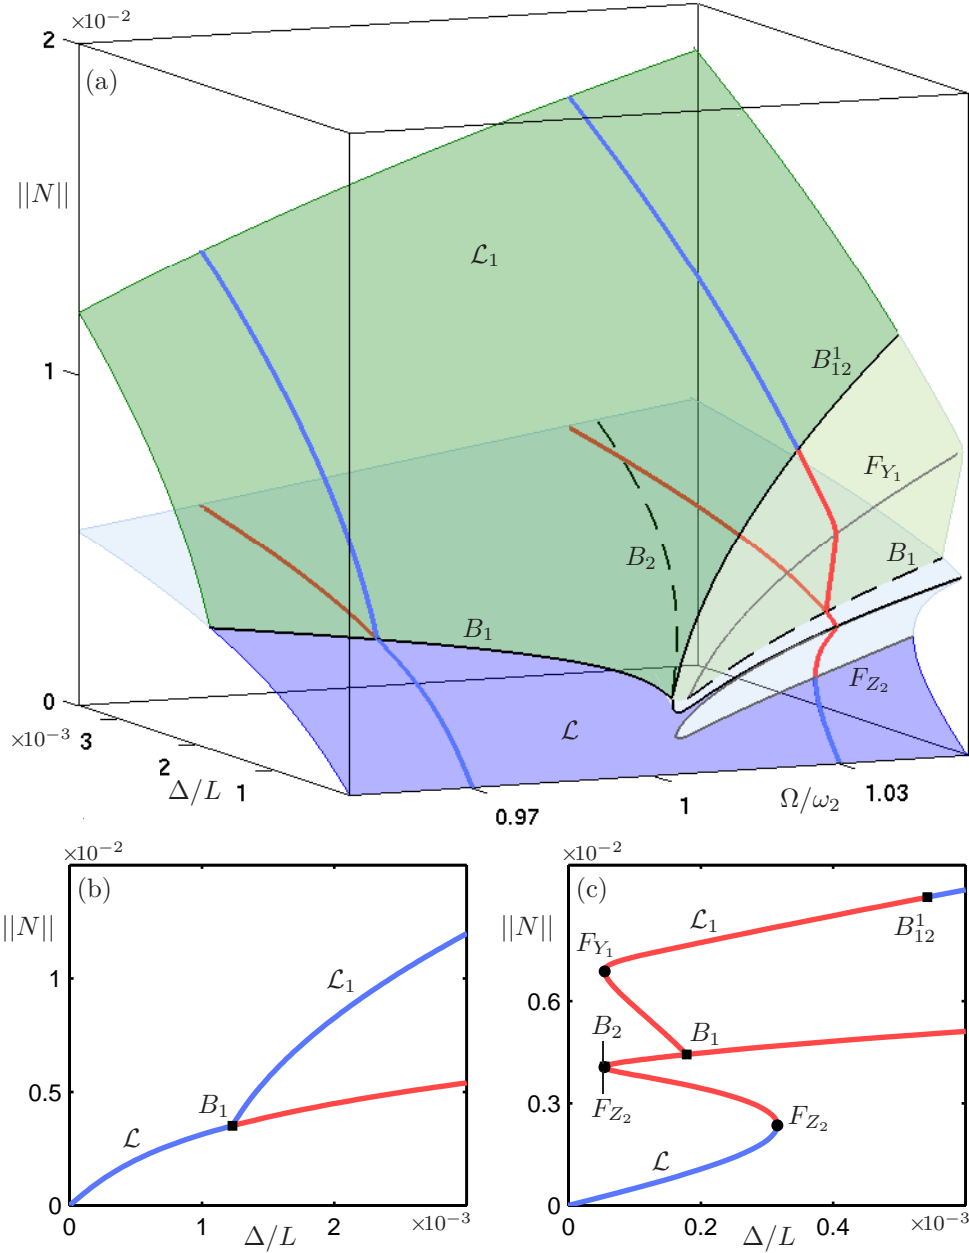 ×10⁻²
2
(a)
||N||
ℒ₁
B¹₁₂
1
F_{Y₁}
B₂
B₁
B₁
F_{Z₂}
0
ℒ
×10⁻³
3
2
Δ/L
1
0.97
1
Ω/ω₂
1.03
×10⁻²
(b)
||N||
ℒ₁
1
B₁
0.5
ℒ
0
0
1
2
Δ/L
×10⁻³
×10⁻²
(c)
||N||
ℒ₁
B¹₁₂
F_{Y₁}
0.6
B₂
B₁
F_{Z₂}
F_{Z₂}
0.3
ℒ
0
0
0.2
0.4
Δ/L
×10⁻³